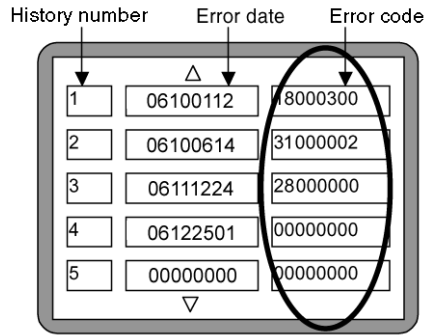 History number Error date Error code
1 06100112 18000300
2 06100614 31000002
3 06111224 28000000
4 06122501 00000000
5 00000000 00000000